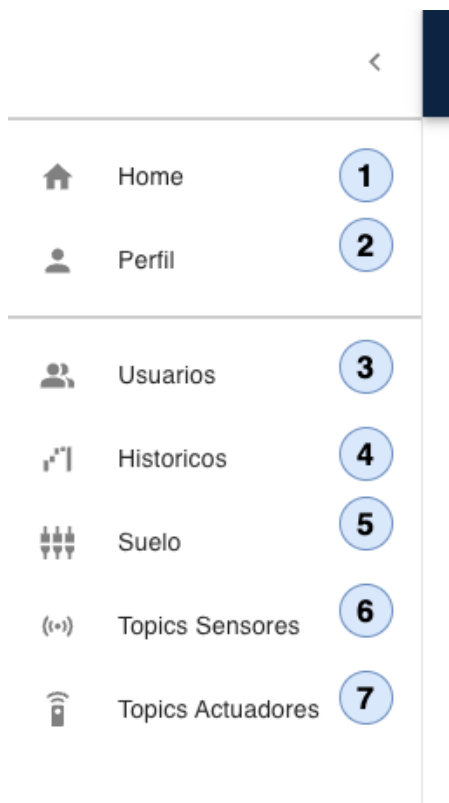 Home 1
Perfil 2
Usuarios 3
Historicos 4
Suelo 5
Topics Sensores 6
Topics Actuadores 7